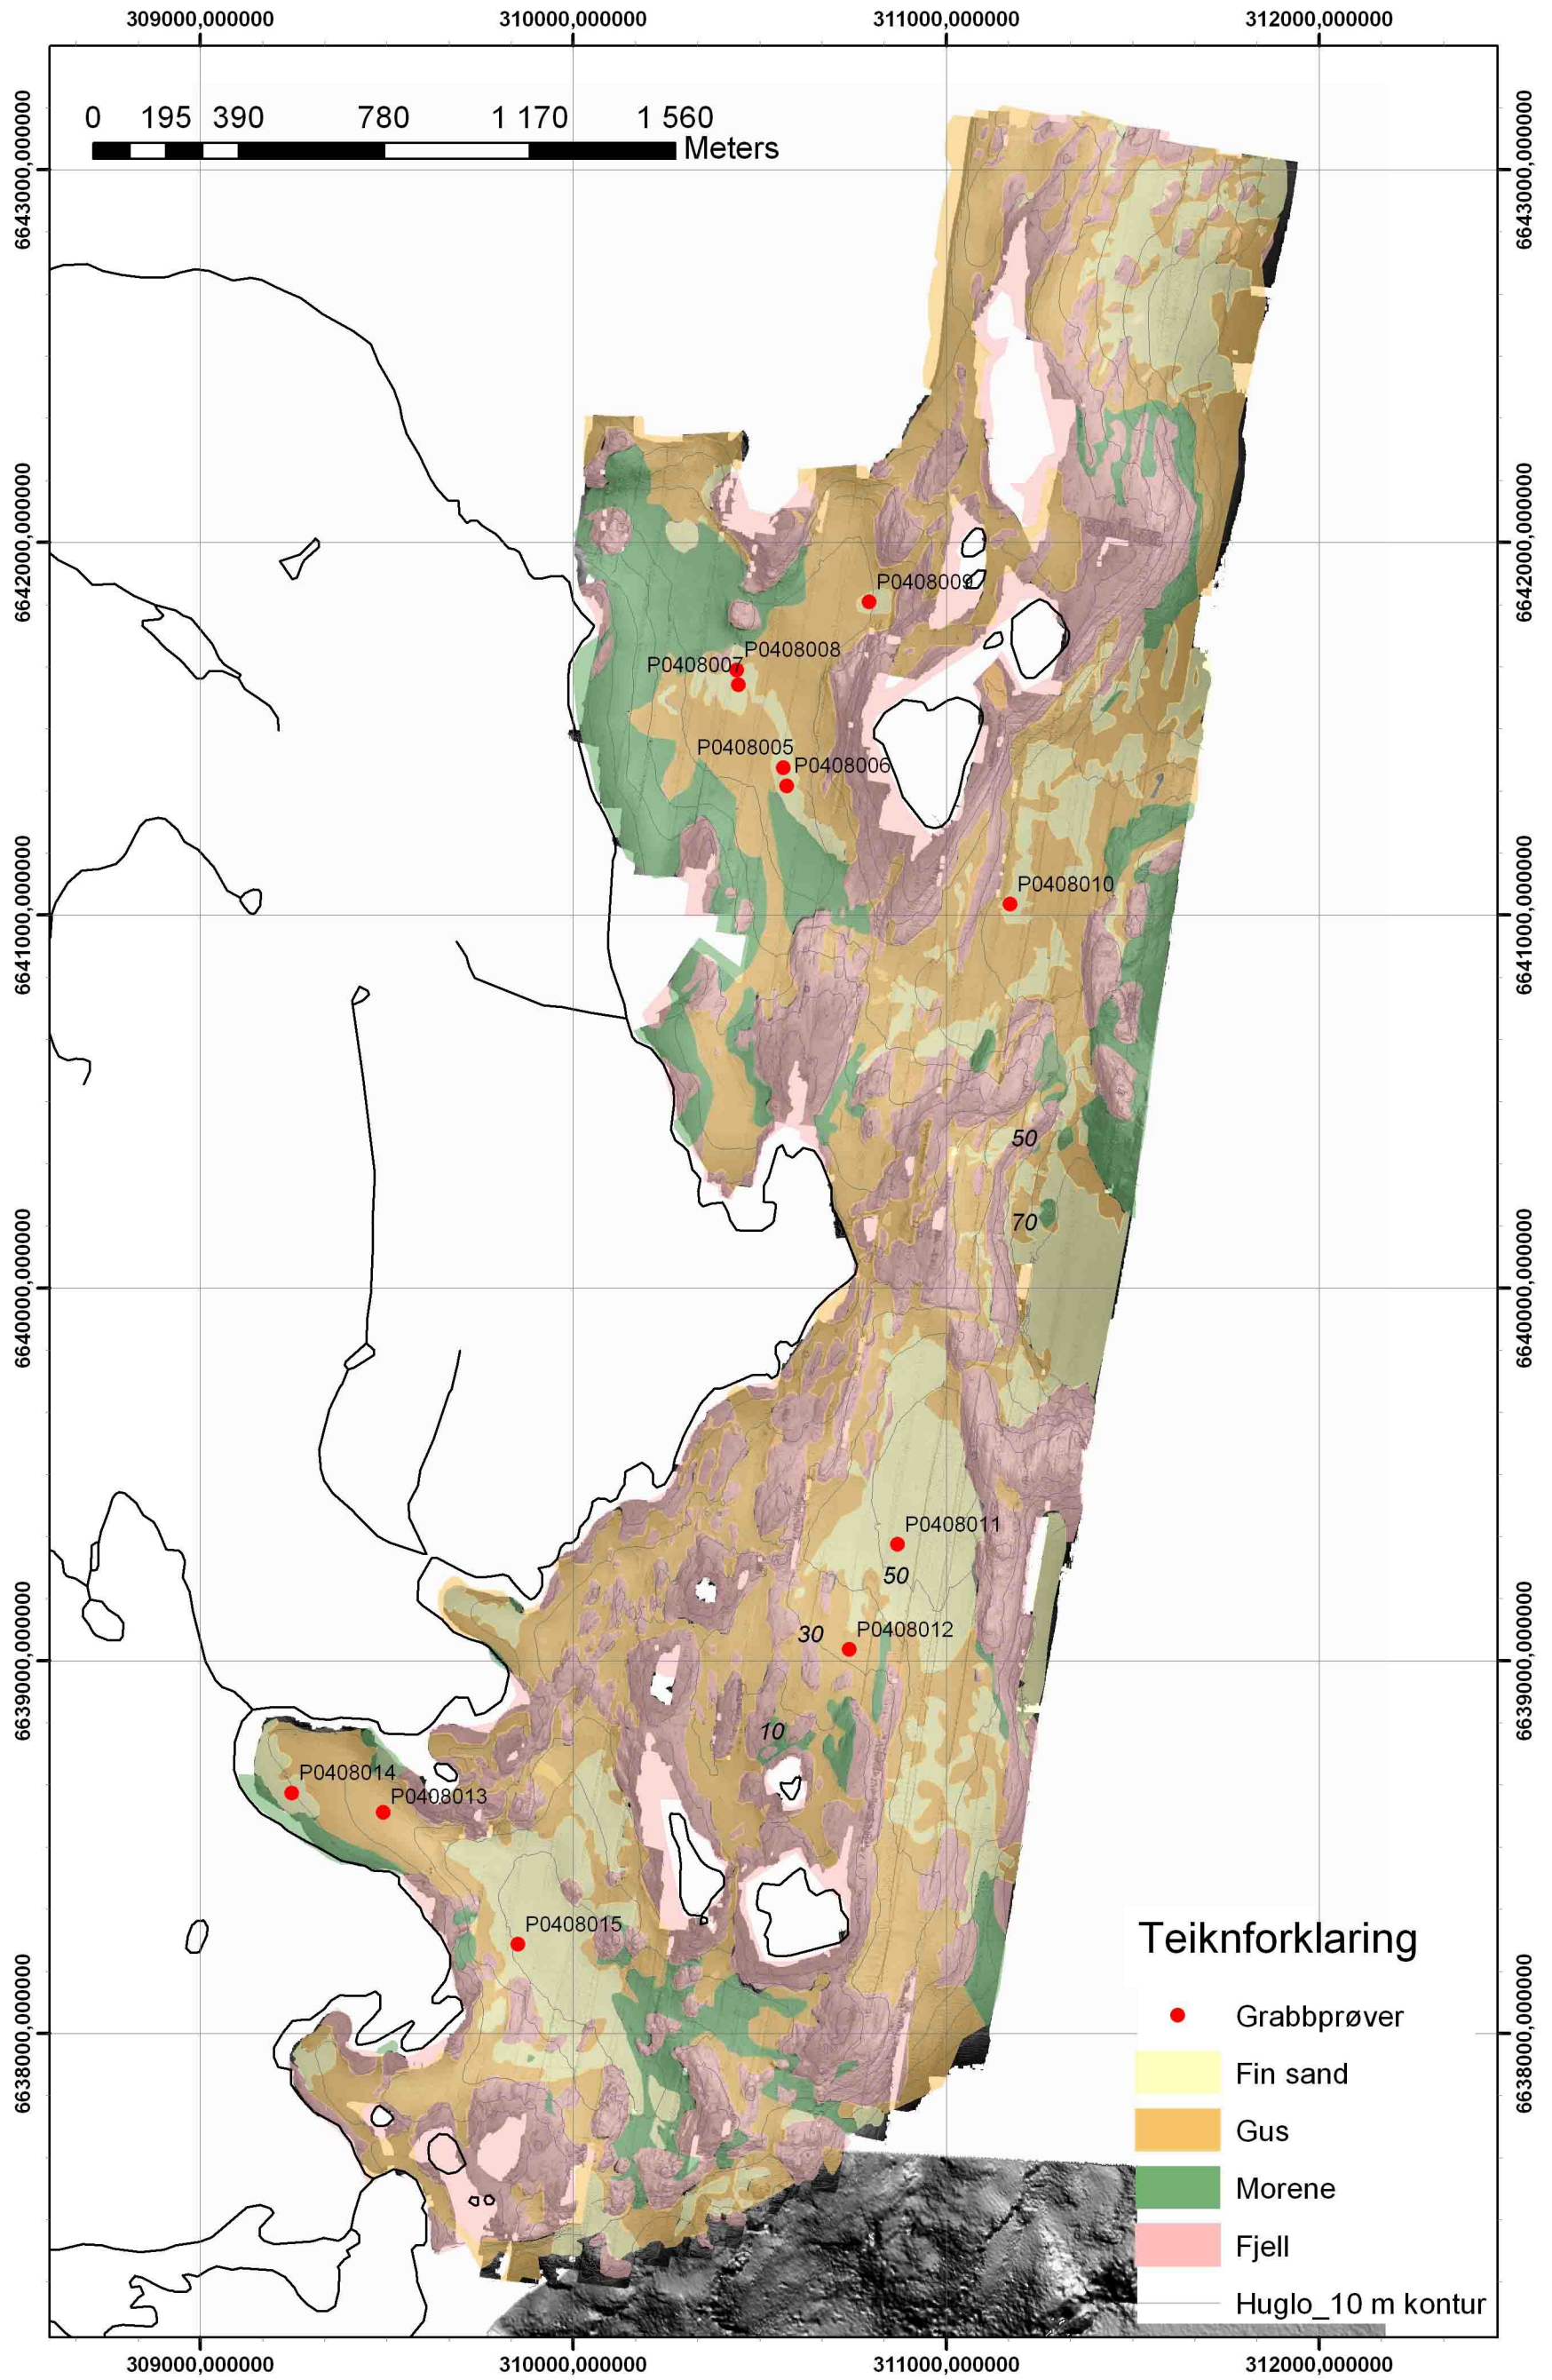 309000,000000 310000,000000 311000,000000 312000,000000
0 195 390 780 1 170 1 560
Meters
6643000,000000 6643000,000000
6642000,000000 6642000,000000
P0408009
P0408008
P0408007
P0408005
P0408006
P0408010
6641000,000000 6641000,000000
50
70
6640000,000000 6640000,000000
P0408011
50
30 P0408012
6639000,000000 6639000,000000
10
P0408014
P0408013
P0408015
Teiknforklaring
Grabbprøver
6638000,000000 6638000,000000
Fin sand
Gus
Morene
Fjell
Huglo_10 m kontur
309000,000000 310000,000000 311000,000000 312000,000000